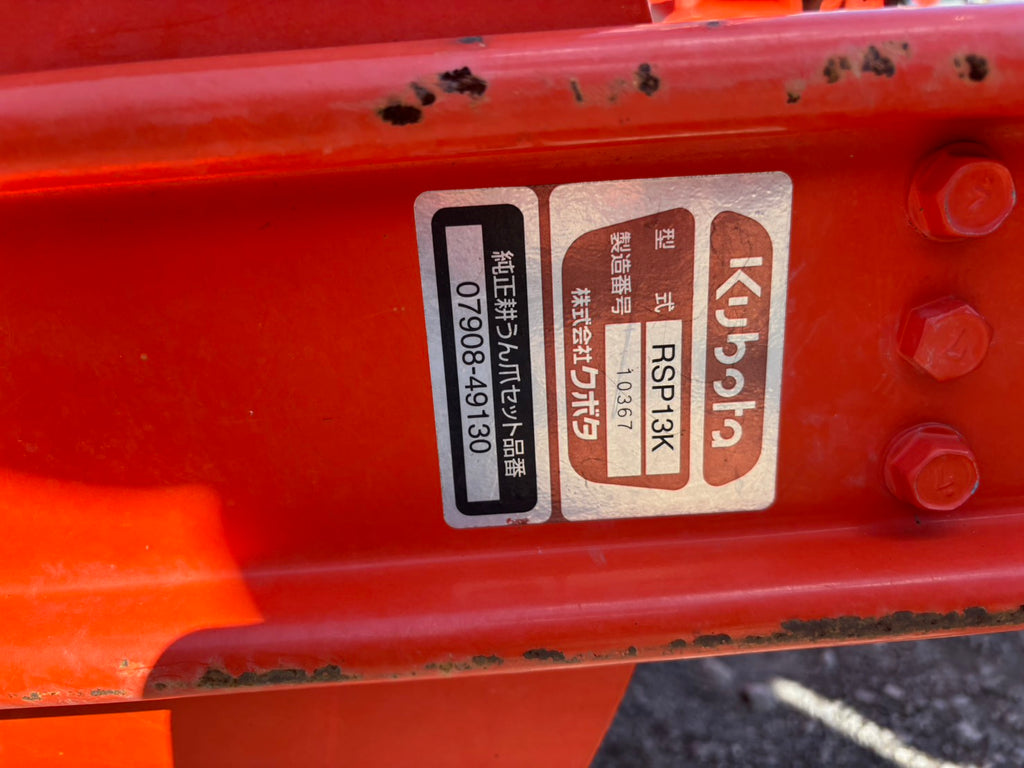 Kubota
型式 RSP13K
製造番号 10367
株式会社クボタ
純正耕うん爪セット品番
07908-49130